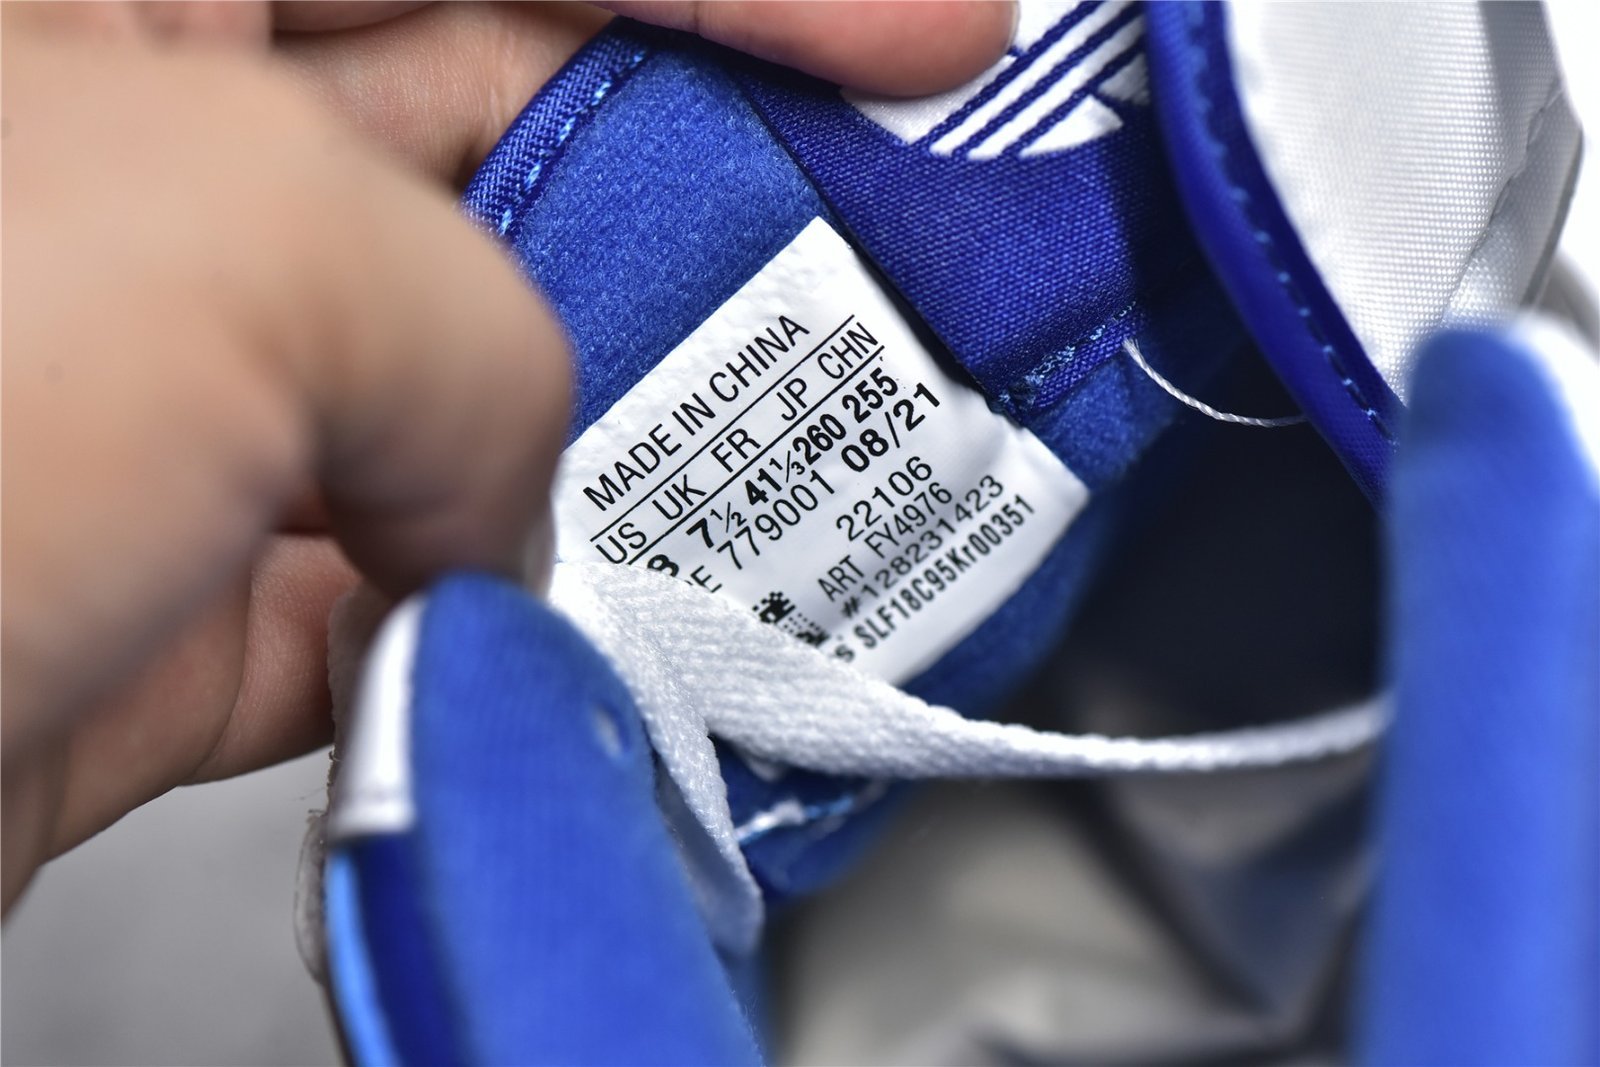 MADE IN CHINA
US UK FR JP CHN
8 7½ 41⅓ 260 255
779001 08/21
22106
ART FY4976
#128231423
SLF18C95Kr00351